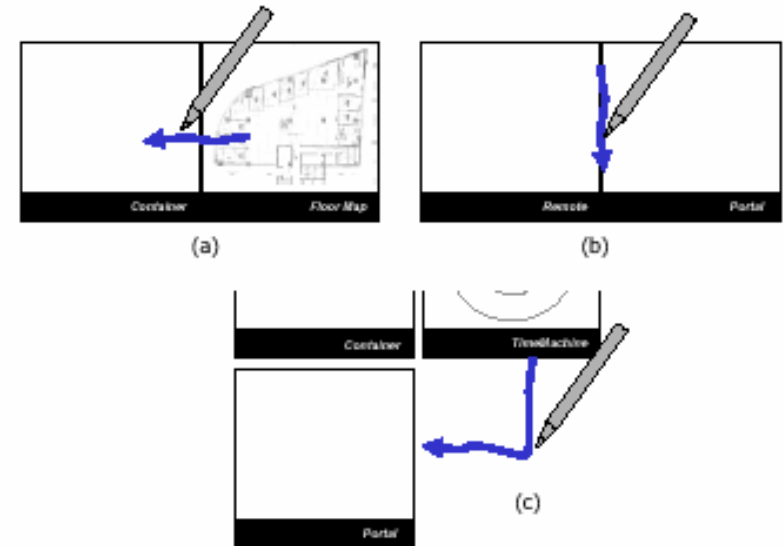 Container Floor Map
Remote Portal
(a) (b)
Container TimeMachine
(c)
Portal